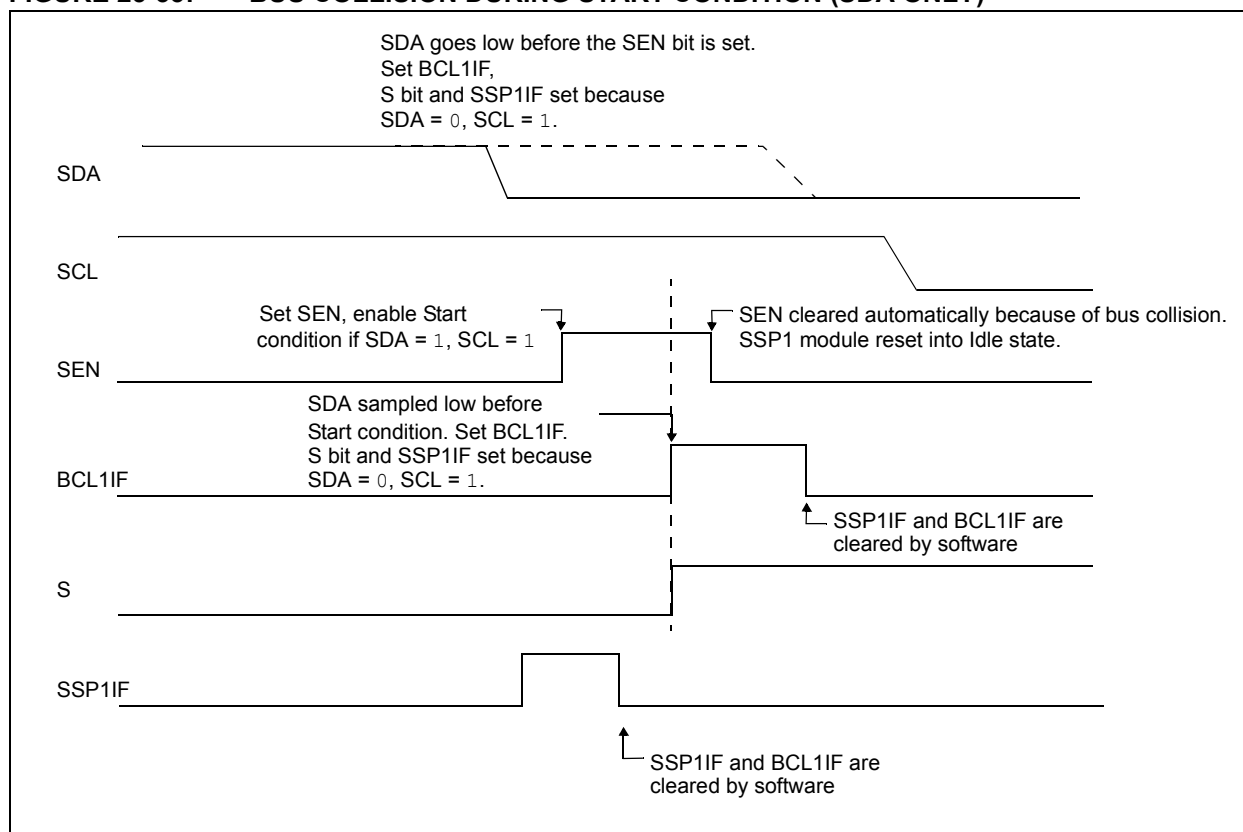 SDA goes low before the SEN bit is set.
Set BCL1IF,
S bit and SSP1IF set because
SDA = 0, SCL = 1.
SDA
SCL
Set SEN, enable Start
condition if SDA = 1, SCL = 1
SEN cleared automatically because of bus collision.
SSP1 module reset into Idle state.
SEN
SDA sampled low before
Start condition. Set BCL1IF.
S bit and SSP1IF set because
SDA = 0, SCL = 1.
BCL1IF
SSP1IF and BCL1IF are
cleared by software
S
SSP1IF
SSP1IF and BCL1IF are
cleared by software